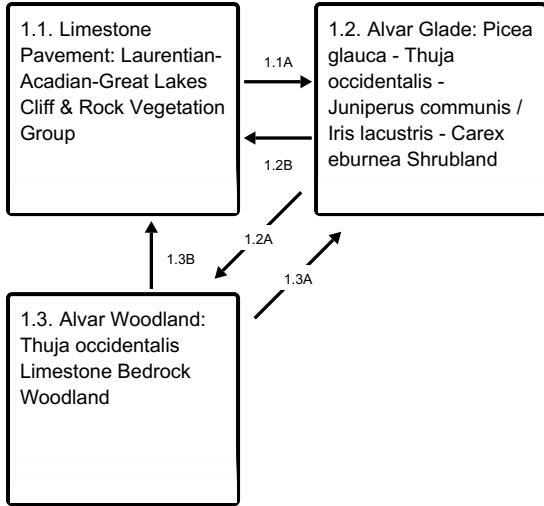 1.1. Limestone
Pavement: Laurentian-
Acadian-Great Lakes
Cliff & Rock Vegetation
Group
1.1A
1.2. Alvar Glade: Picea
glauca - Thuja
occidentalis -
Juniperus communis /
Iris lacustris - Carex
eburnea Shrubland
1.2B
1.2A
1.3B
1.3A
1.3. Alvar Woodland:
Thuja occidentalis
Limestone Bedrock
Woodland